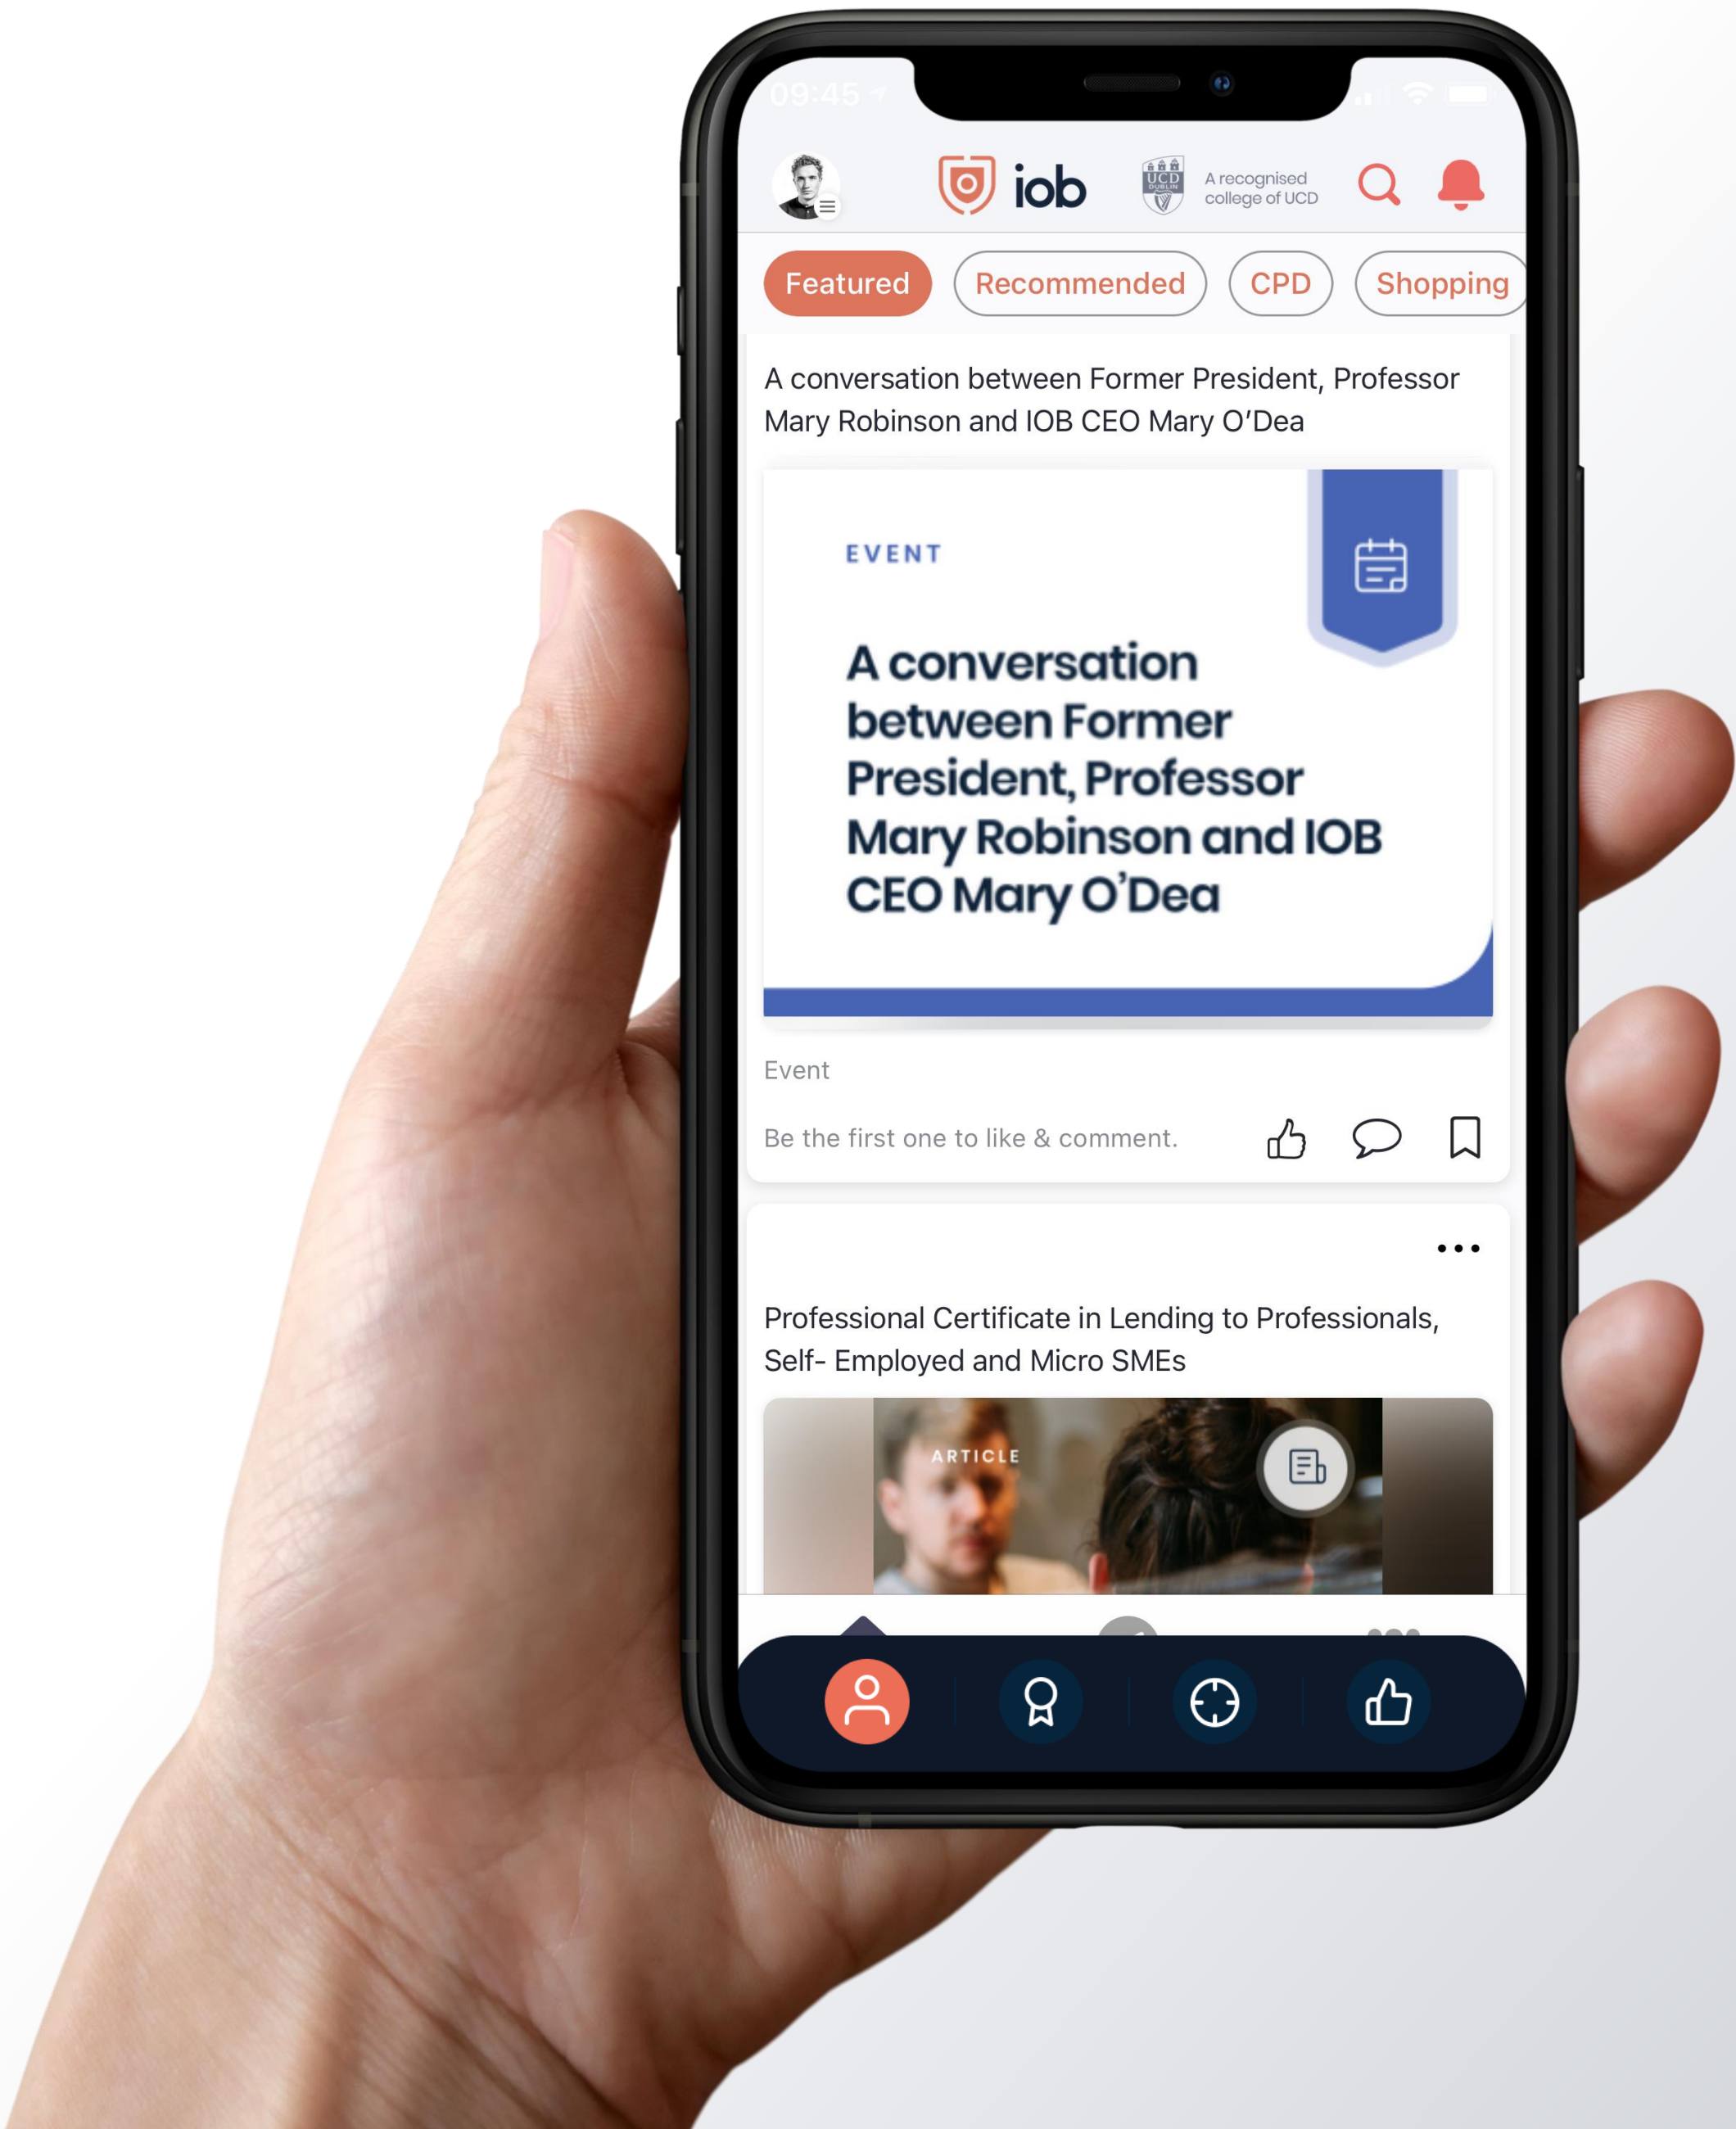 09:45
iob
UCD
DUBLIN
A recognised
college of UCD
Featured
Recommended
CPD
Shopping
A conversation between Former President, Professor
Mary Robinson and IOB CEO Mary O'Dea
EVENT
A conversation
between Former
President, Professor
Mary Robinson and IOB
CEO Mary O'Dea
Event
Be the first one to like & comment.
Professional Certificate in Lending to Professionals,
Self- Employed and Micro SMEs
ARTICLE